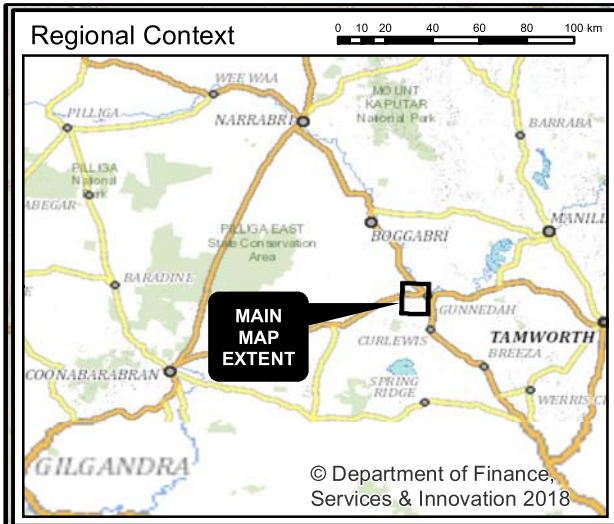 Regional Context
0 10 20 40 60 80 100 km
WEE WAA
MOUNT
KAPUTAR
National Park
PILLIGA
NARRABRI
BARRABA
PILLIGA
National
Park
ABEGAR
PILLIGA EAST
State Conservation
Area
MANILL
BOGGABRI
BARADINE
GUNNEDAH
MAIN
MAP
EXTENT
CURLEWIS
TAMWORTH
BREEZA
COONABARABRAN
SPRING
RIDGE
WERRIS C
GILGANDRA
© Department of Finance,
Services & Innovation 2018